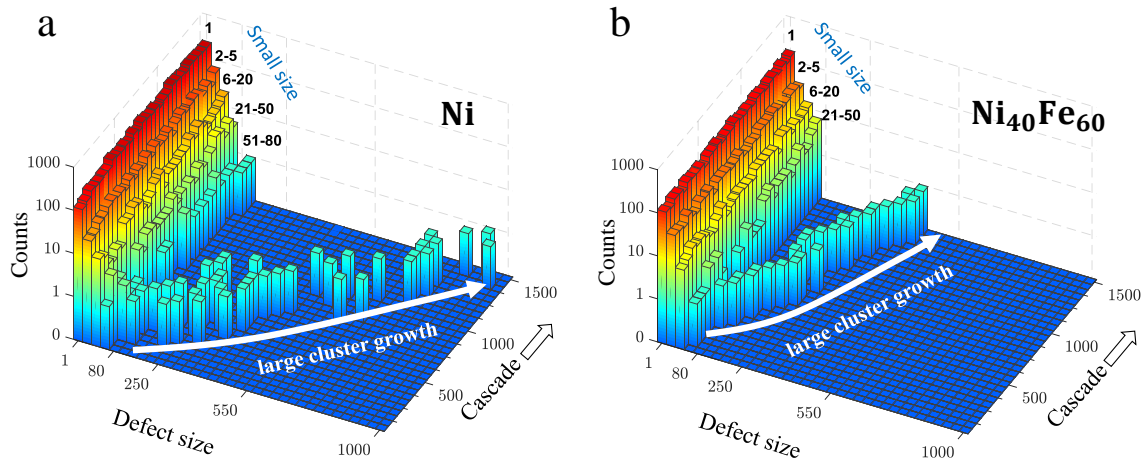 a
1
2-5
6-20
21-50
51-80
Small size
Ni
1000
100
10
1
0
Counts
1
80
250
550
1000
Defect size
500
1000
1500
Cascade
large cluster growth
b
1
2-5
6-20
21-50
Small size
Ni₄₀Fe₆₀
1000
100
10
1
0
Counts
1
80
250
550
1000
Defect size
500
1000
1500
Cascade
large cluster growth